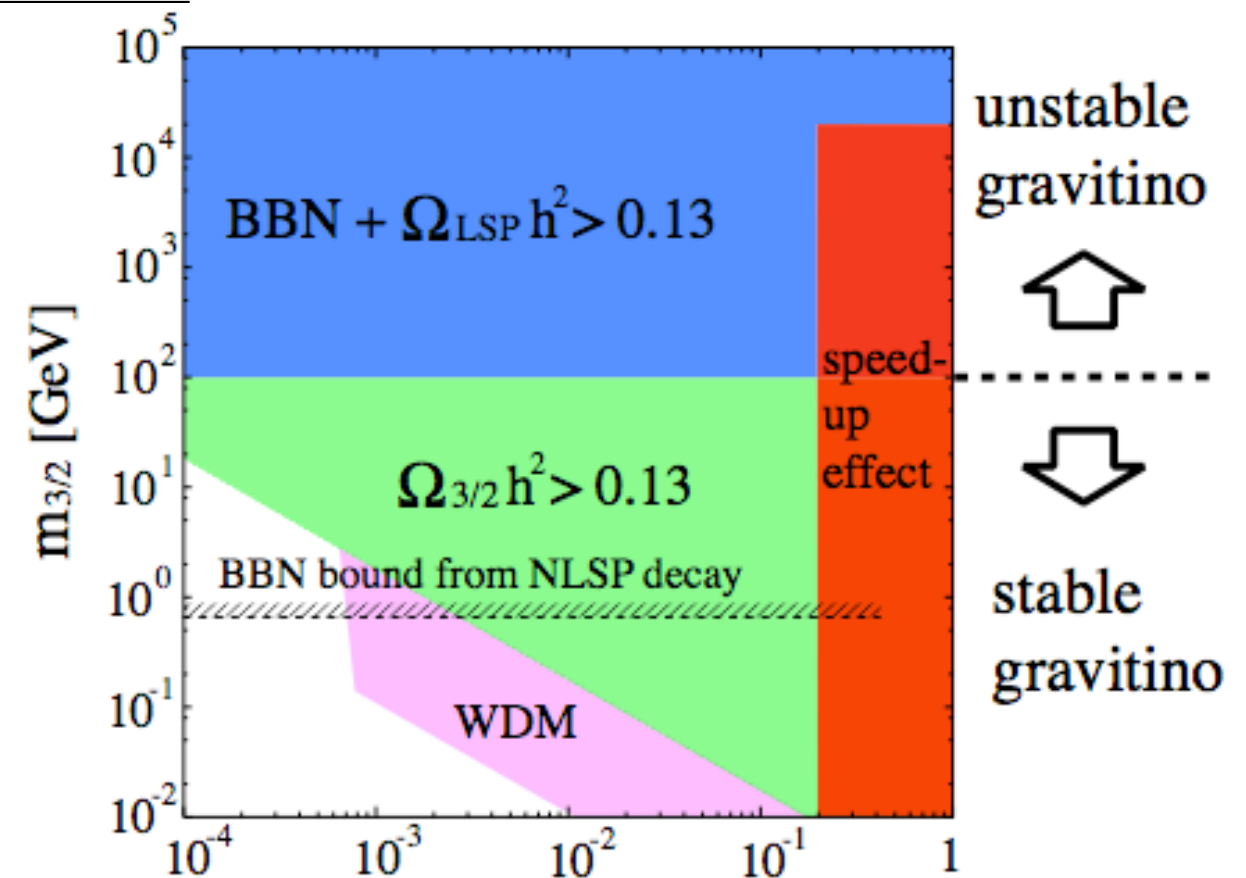 10^5
10^4
10^3
10^2
10^1
10^0
10^-1
10^-2
m3/2 [GeV]
BBN + ΩLSP h^2 > 0.13
Ω3/2 h^2 > 0.13
BBN bound from NLSP decay
WDM
speed-
up
effect
unstable
gravitino
stable
gravitino
10^-4
10^-3
10^-2
10^-1
1